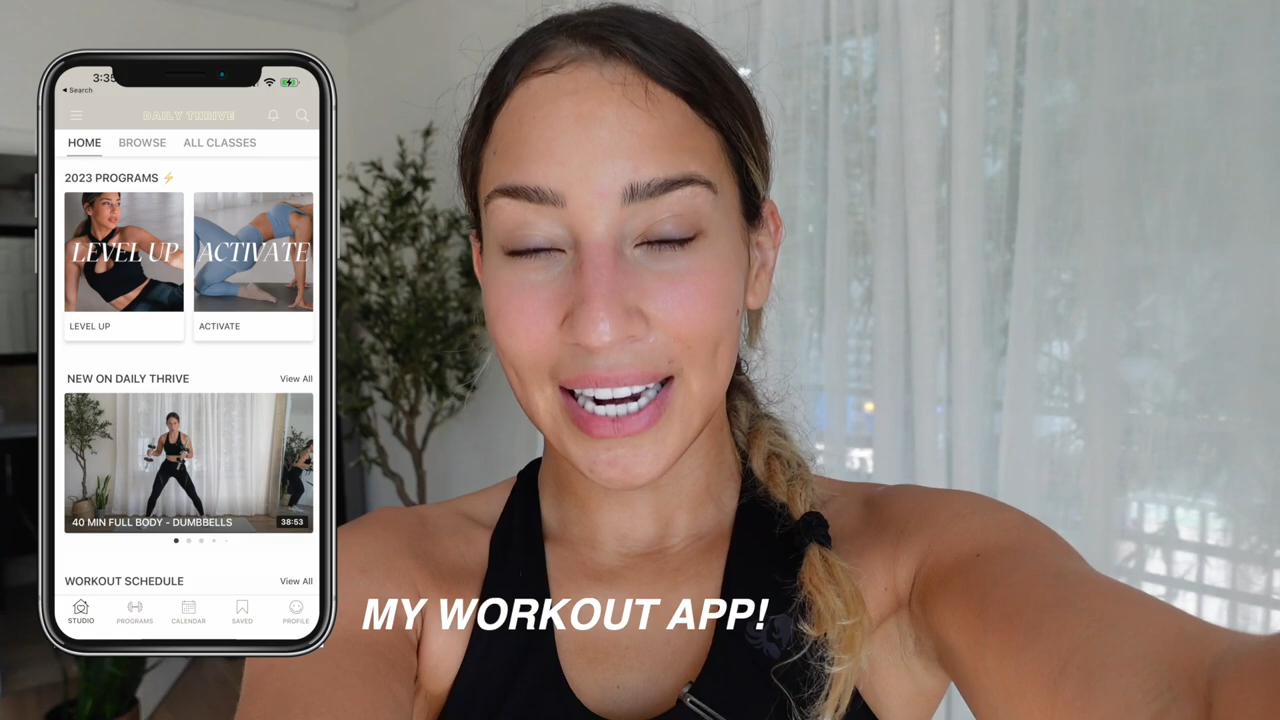 3:35
Search
DAILY THRIVE
HOME BROWSE ALL CLASSES
2023 PROGRAMS ⚡
LEVEL UP ACTIVATE
LEVEL UP ACTIVATE
NEW ON DAILY THRIVE View All
40 MIN FULL BODY - DUMBBELLS 38:53
WORKOUT SCHEDULE View All
STUDIO PROGRAMS CALENDAR SAVED PROFILE
MY WORKOUT APP!